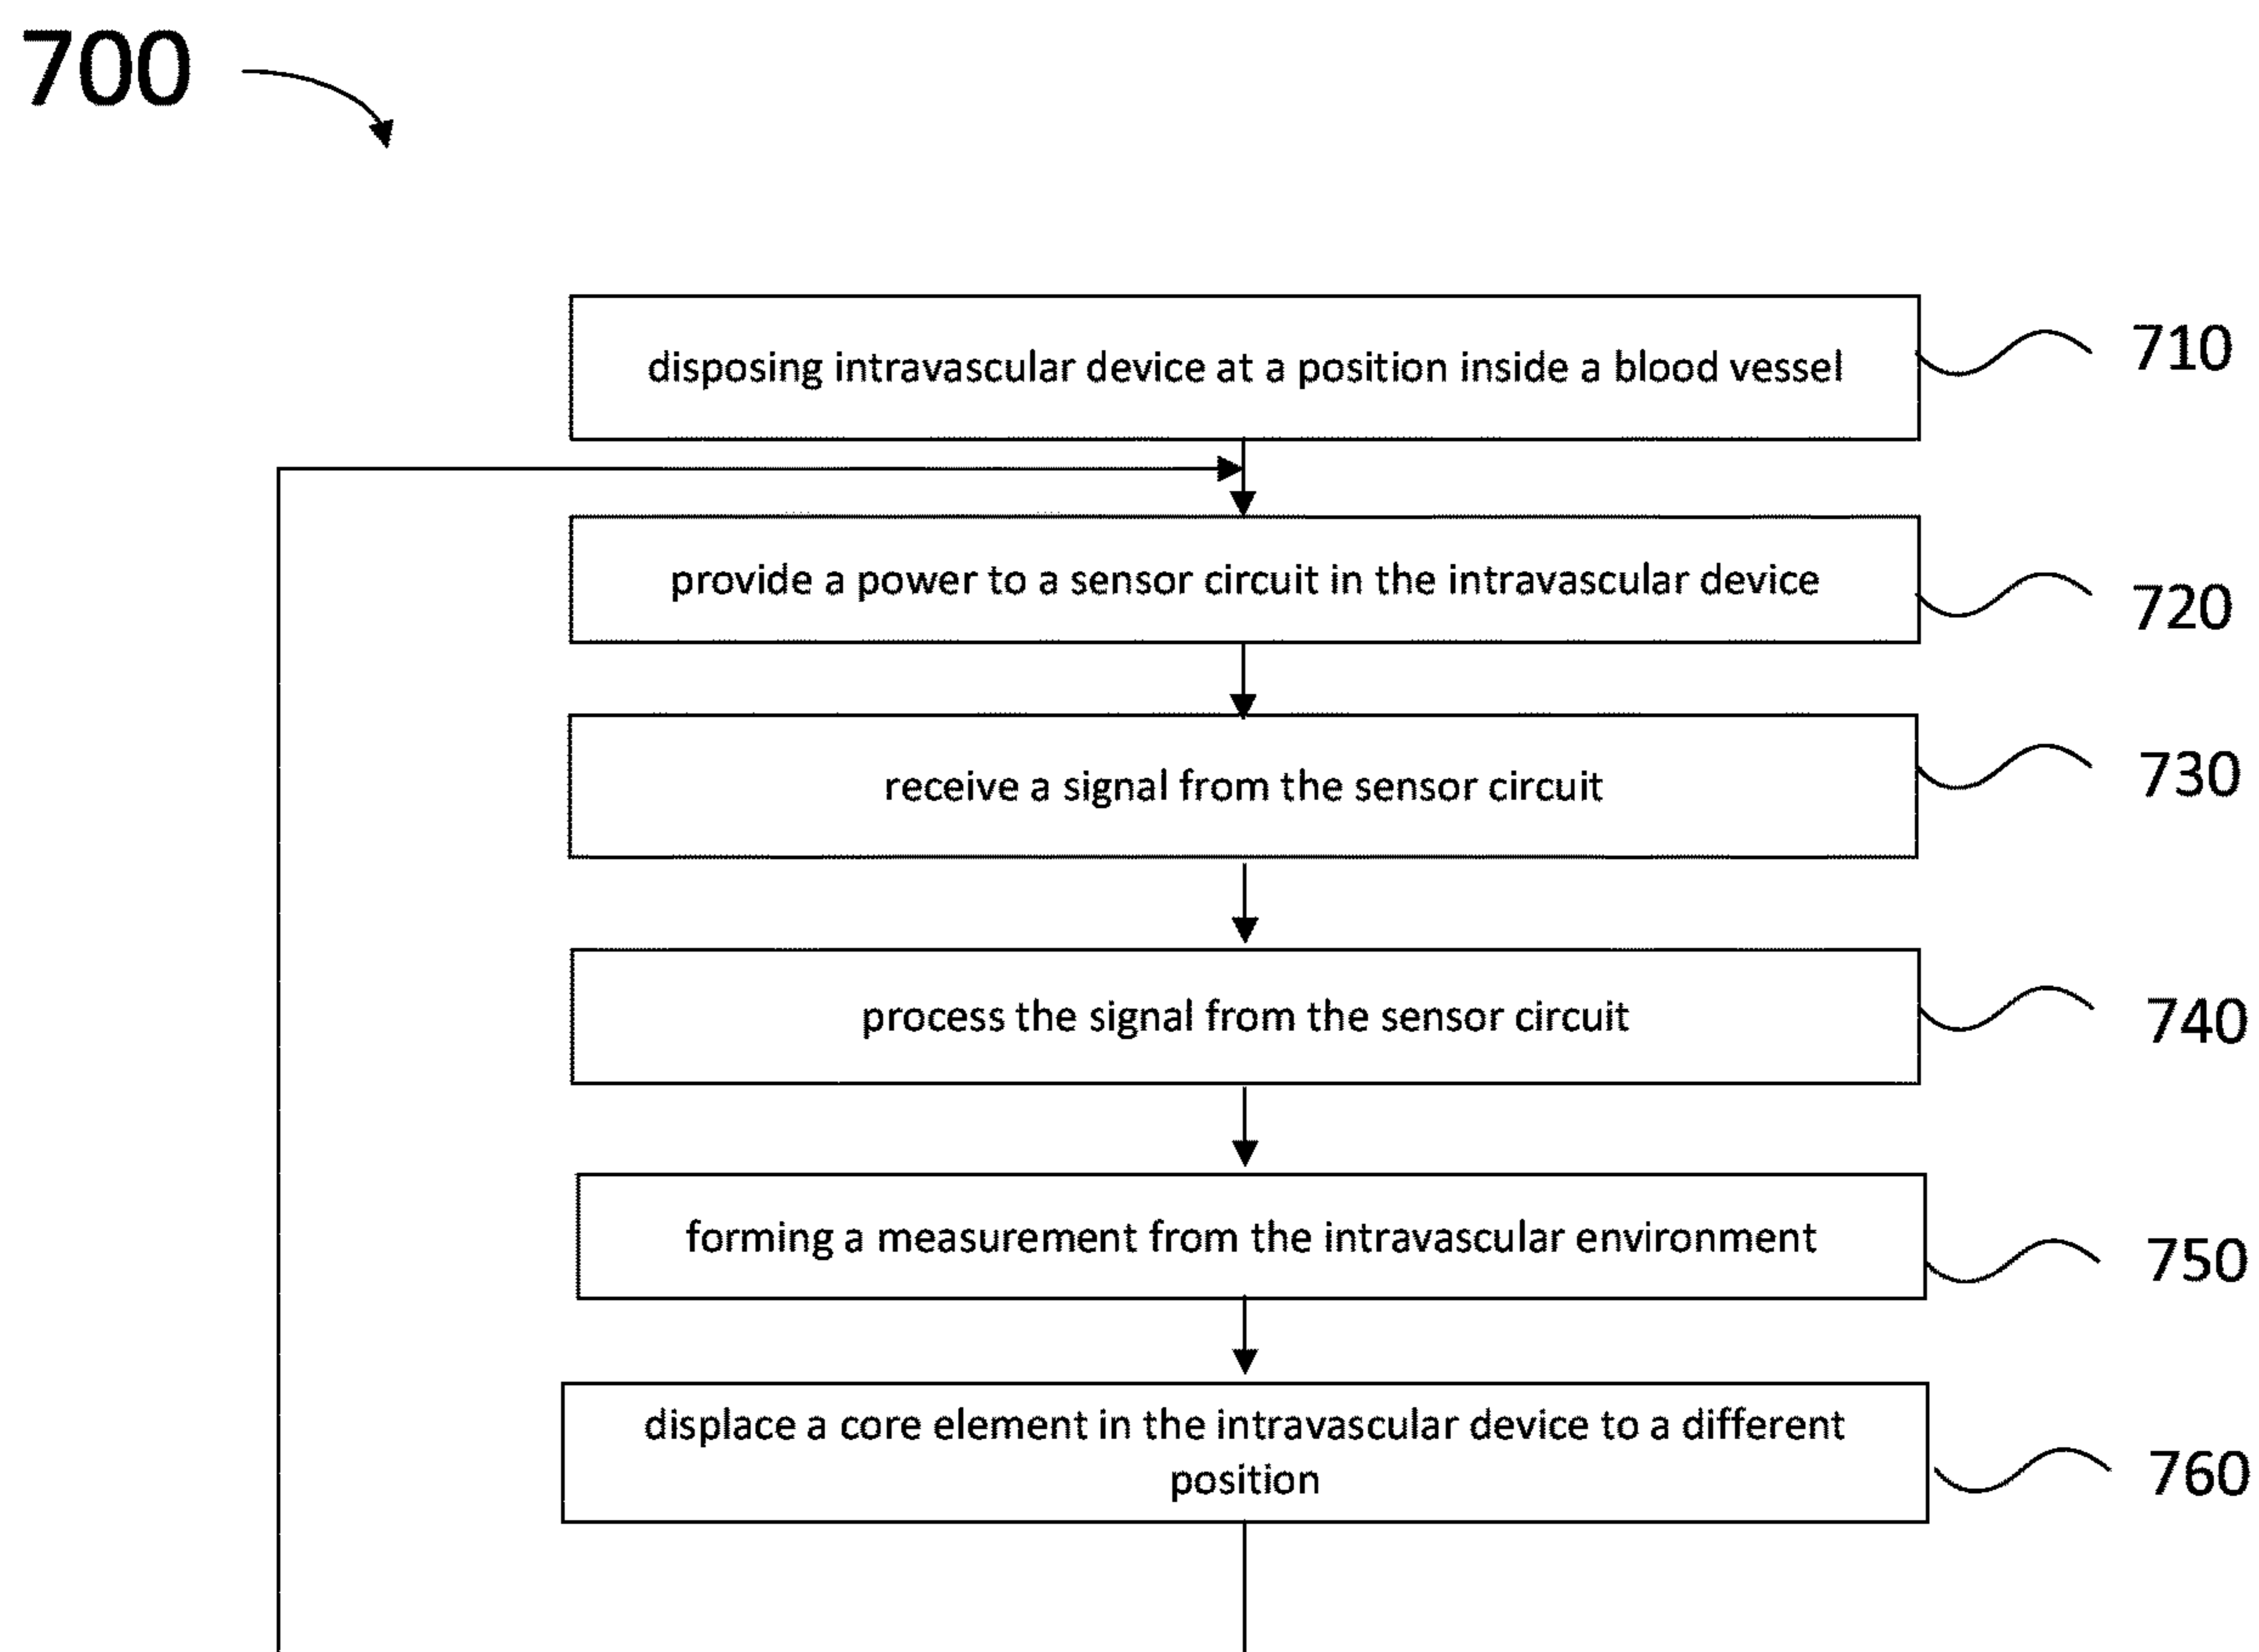 700
disposing intravascular device at a position inside a blood vessel
710
provide a power to a sensor circuit in the intravascular device
720
receive a signal from the sensor circuit
730
process the signal from the sensor circuit
740
forming a measurement from the intravascular environment
750
displace a core element in the intravascular device to a different
position
760